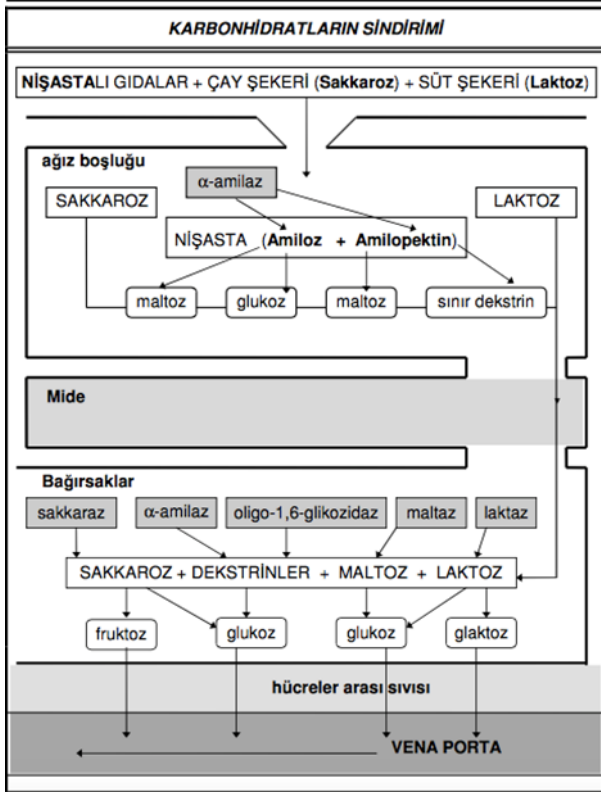 KARBONHİDRATLARIN SİNDİRİMİ
NİŞASTALI GIDALAR + ÇAY ŞEKERİ (Sakkaroz) + SÜT ŞEKERİ (Laktoz)
ağız boşluğu
α-amilaz
SAKKAROZ
LAKTOZ
NİŞASTA (Amiloz + Amilopektin)
maltoz
glukoz
maltoz
sınır dekstrin
Mide
Bağırsaklar
sakkaraz
α-amilaz
oligo-1,6-glikozidaz
maltaz
laktaz
SAKKAROZ + DEKSTRİNLER + MALTOZ + LAKTOZ
fruktoz
glukoz
glukoz
glaktoz
hücreler arası sıvısı
VENA PORTA